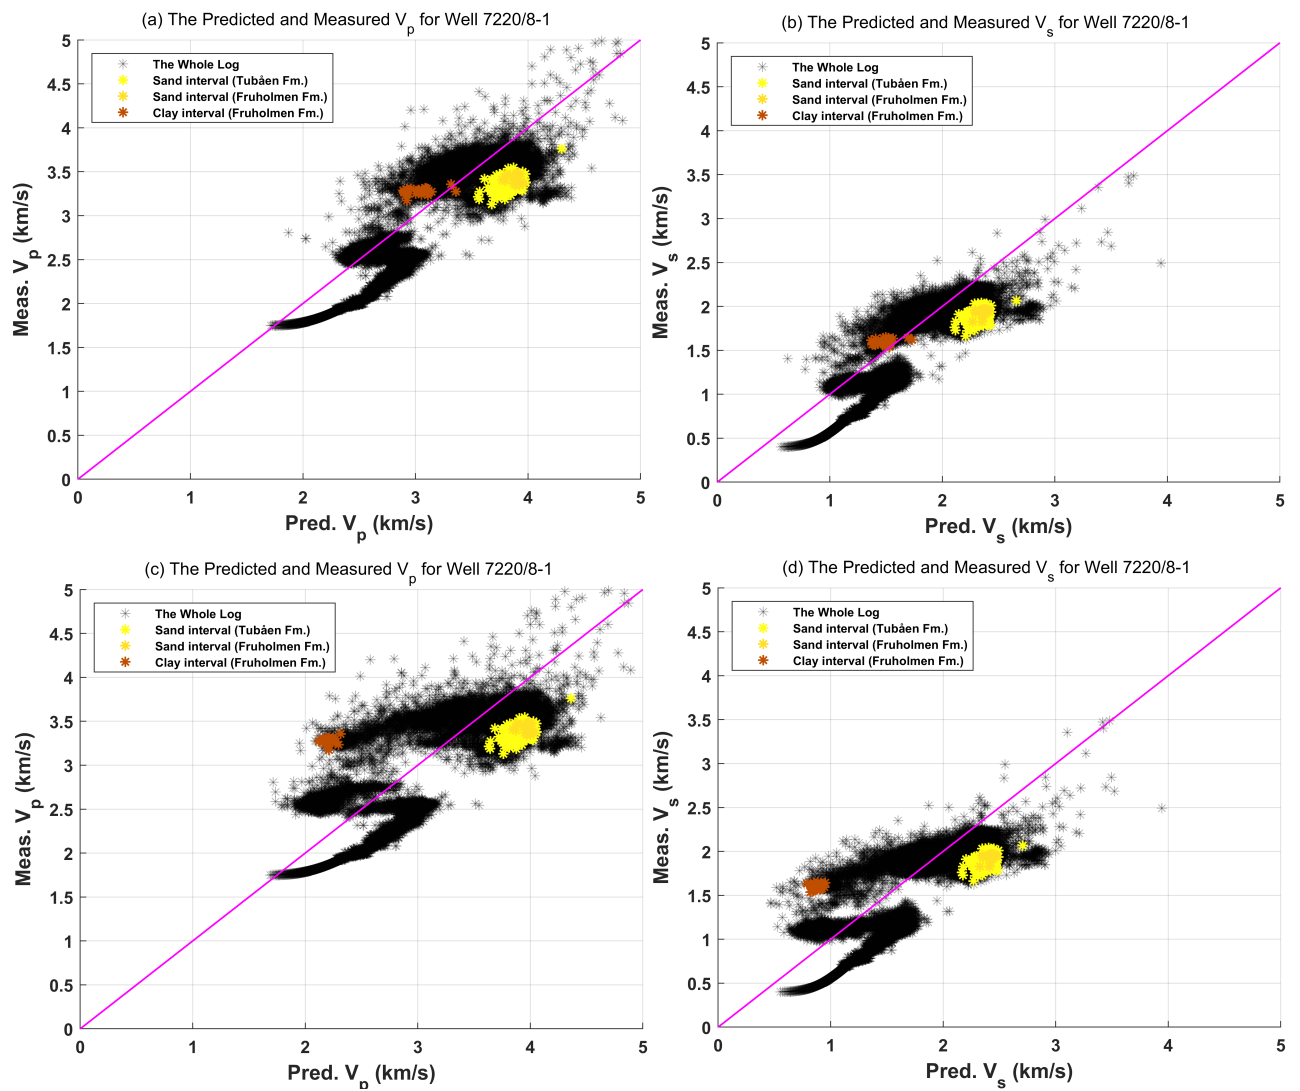 (a) The Predicted and Measured Vp for Well 7220/8-1
5
4.5
4
3.5
3
2.5
2
1.5
1
0.5
0
Meas. Vp (km/s)
The Whole Log
Sand interval (Tubåen Fm.)
Sand interval (Fruholmen Fm.)
Clay interval (Fruholmen Fm.)
0 1 2 3 4 5
Pred. Vp (km/s)
(b) The Predicted and Measured Vs for Well 7220/8-1
5
4.5
4
3.5
3
2.5
2
1.5
1
0.5
0
Meas. Vs (km/s)
The Whole Log
Sand interval (Tubåen Fm.)
Sand interval (Fruholmen Fm.)
Clay interval (Fruholmen Fm.)
0 1 2 3 4 5
Pred. Vs (km/s)
(c) The Predicted and Measured Vp for Well 7220/8-1
5
4.5
4
3.5
3
2.5
2
1.5
1
0.5
0
Meas. Vp (km/s)
The Whole Log
Sand interval (Tubåen Fm.)
Sand interval (Fruholmen Fm.)
Clay interval (Fruholmen Fm.)
0 1 2 3 4 5
Pred. Vp (km/s)
(d) The Predicted and Measured Vs for Well 7220/8-1
5
4.5
4
3.5
3
2.5
2
1.5
1
0.5
0
Meas. Vs (km/s)
The Whole Log
Sand interval (Tubåen Fm.)
Sand interval (Fruholmen Fm.)
Clay interval (Fruholmen Fm.)
0 1 2 3 4 5
Pred. Vs (km/s)